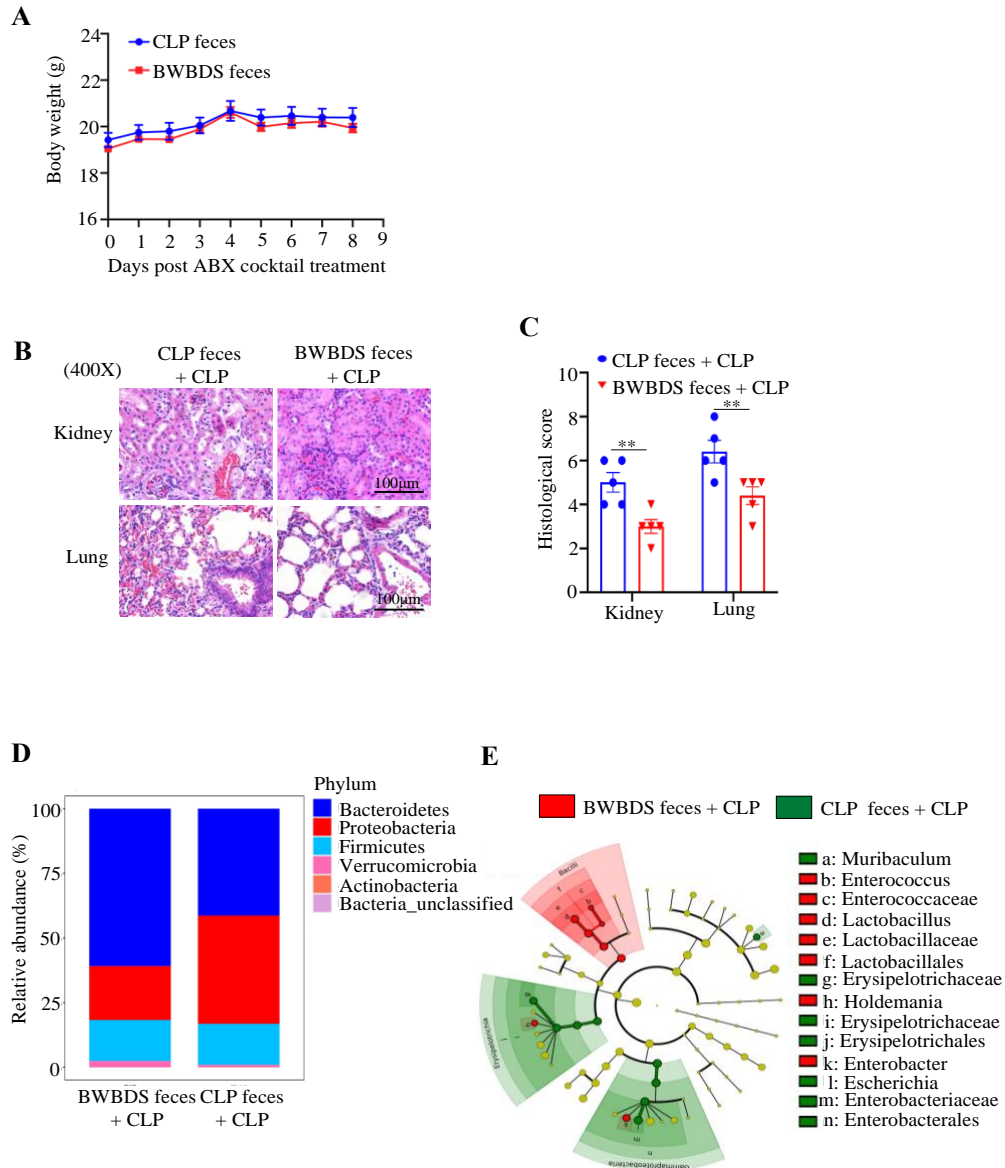 A
24
22
20
18
16
Body weight (g)
CLP feces
BWBDS feces
0 1 2 3 4 5 6 7 8 9
Days post ABX cocktail treatment
B
(400X)
CLP feces
+ CLP
BWBDS feces
+ CLP
Kidney
100μm
Lung
100μm
C
CLP feces + CLP
BWBDS feces + CLP
10
8
6
4
2
0
Histological score
**
**
Kidney Lung
D
Phylum
Bacteroidetes
Proteobacteria
Firmicutes
Verrucomicrobia
Actinobacteria
Bacteria_unclassified
100
75
50
25
0
Relative abundance (%)
BWBDS feces
+ CLP
CLP feces
+ CLP
E
BWBDS feces + CLP
CLP feces + CLP
Bacilli
Erysipelotrichia
Gammaproteobacteria
a: Muribaculum
b: Enterococcus
c: Enterococcaceae
d: Lactobacillus
e: Lactobacillaceae
f: Lactobacillales
g: Erysipelotrichaceae
h: Holdemania
i: Erysipelotrichaceae
j: Erysipelotrichales
k: Enterobacter
l: Escherichia
m: Enterobacteriaceae
n: Enterobacterales